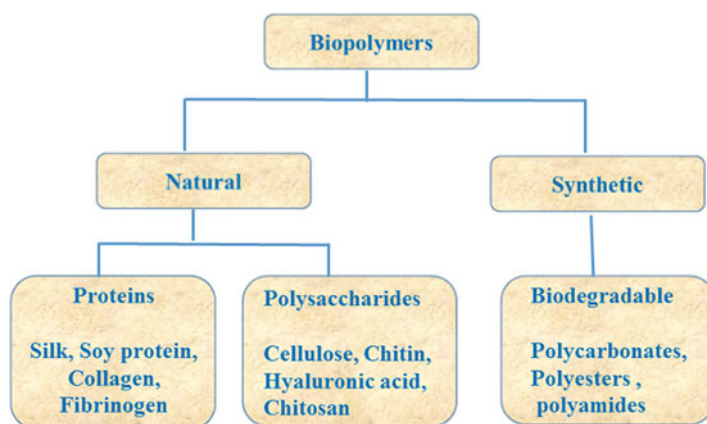 Biopolymers
Natural
Synthetic
Proteins
Silk, Soy protein,
Collagen,
Fibrinogen
Polysaccharides
Cellulose, Chitin,
Hyaluronic acid,
Chitosan
Biodegradable
Polycarbonates,
Polyesters ,
polyamides